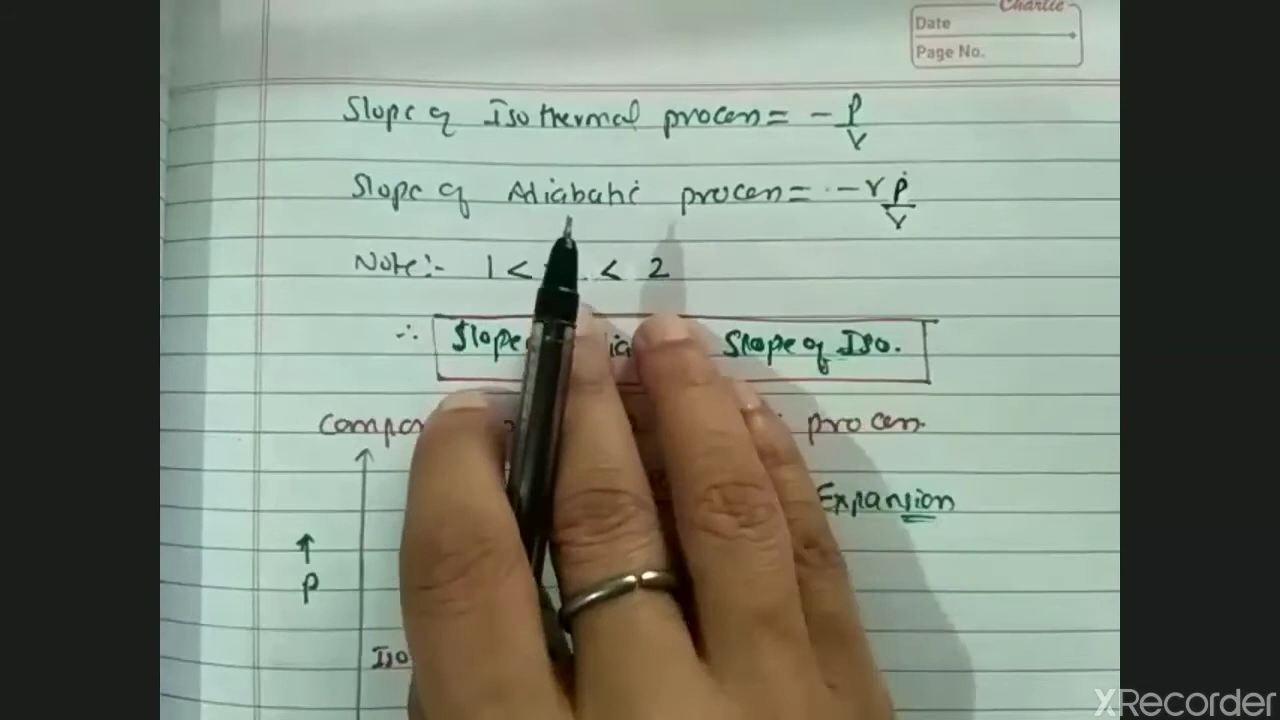 Charlie
Date
Page No.
Slope of Isothermal process = - P/V
Slope of Adiabatic process = - γ P/V
Note:- 1 < < 2
∴ Slope Slope of Iso.
process
Expansion
↑
P
Iso
XRecorder